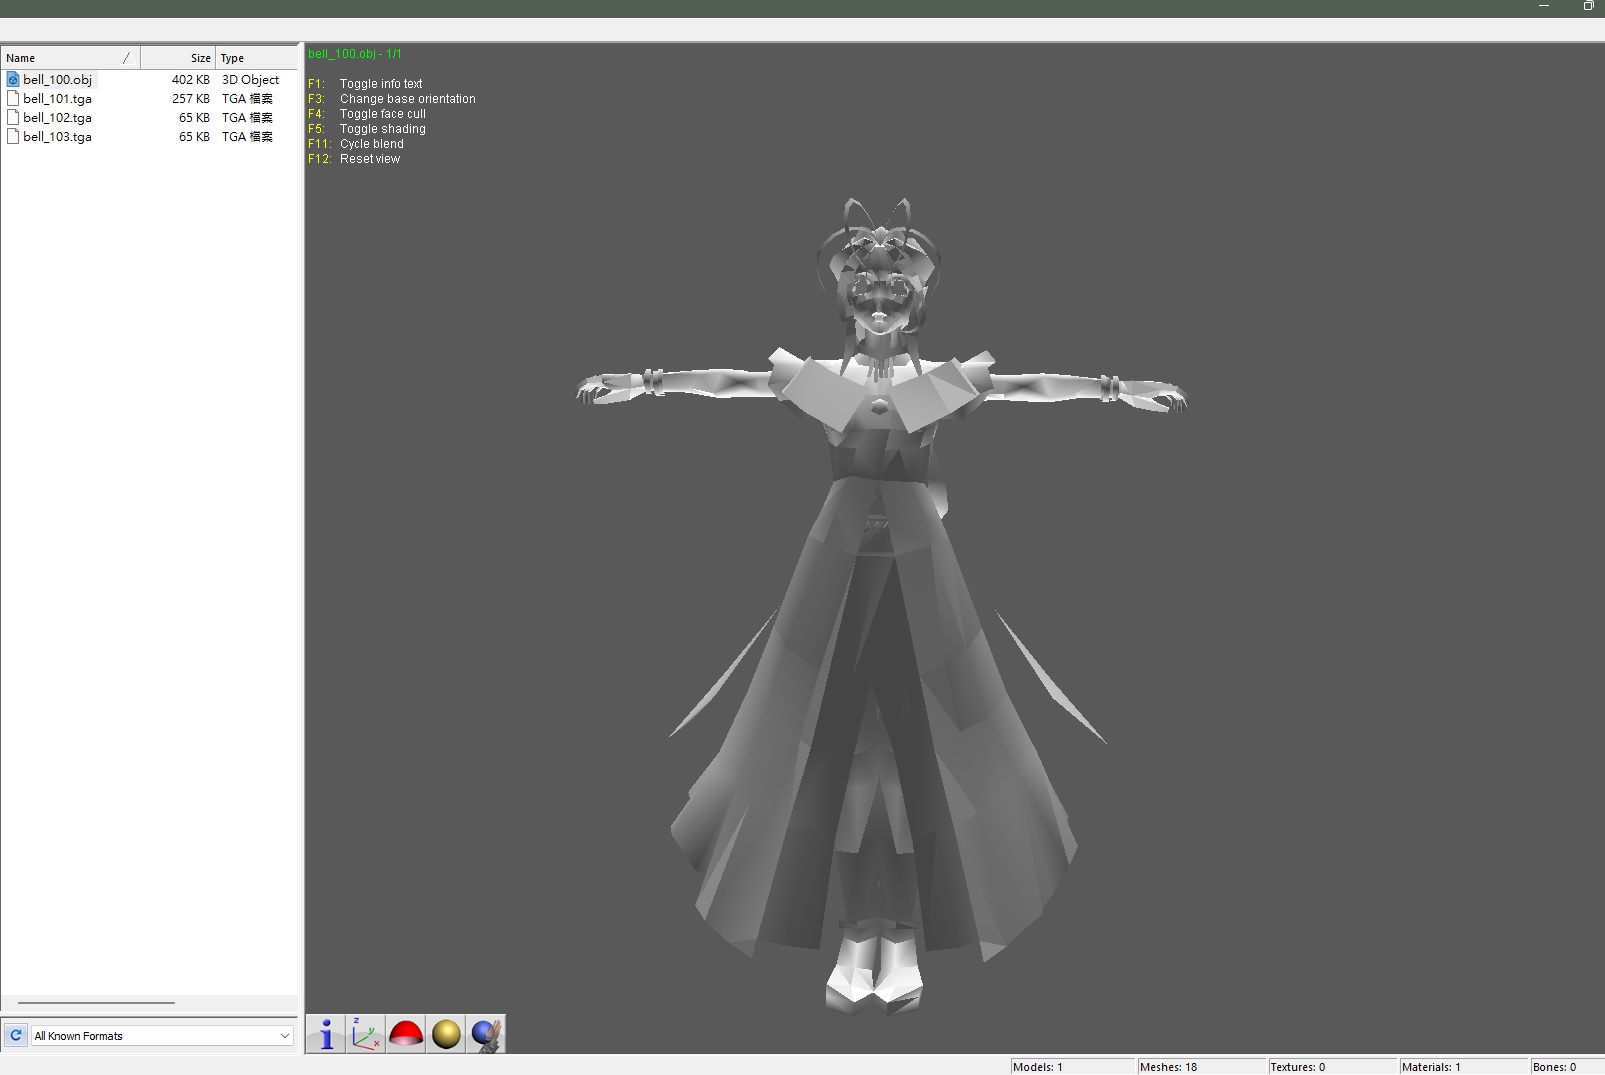 Name Size Type
bell_100.obj 402 KB 3D Object
bell_101.tga 257 KB TGA 檔案
bell_102.tga 65 KB TGA 檔案
bell_103.tga 65 KB TGA 檔案
All Known Formats
bell_100.obj - 1/1
F1: Toggle info text
F3: Change base orientation
F4: Toggle face cull
F5: Toggle shading
F11: Cycle blend
F12: Reset view
i z y x
Models: 1 Meshes: 18 Textures: 0 Materials: 1 Bones: 0